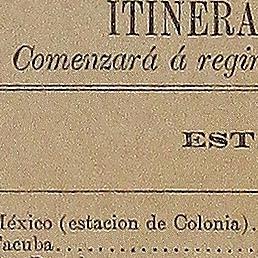 ITINERA
Comenzará á regir
EST
México (estacion de Colonia).
Tacuba......................